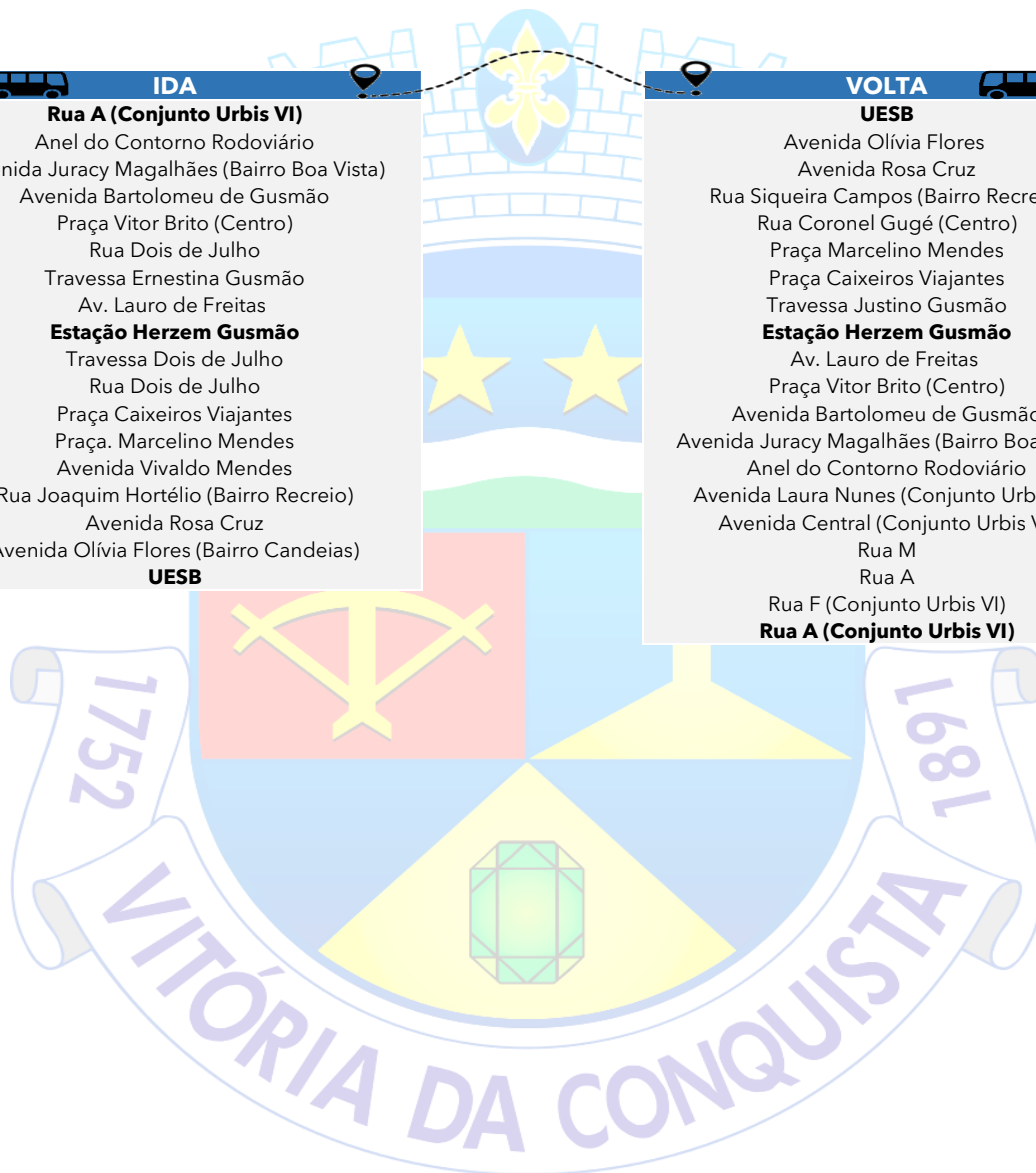 IDA
Rua A (Conjunto Urbis VI)
Anel do Contorno Rodoviário
nida Juracy Magalhães (Bairro Boa Vista)
Avenida Bartolomeu de Gusmão
Praça Vitor Brito (Centro)
Rua Dois de Julho
Travessa Ernestina Gusmão
Av. Lauro de Freitas
Estação Herzem Gusmão
Travessa Dois de Julho
Rua Dois de Julho
Praça Caixeiros Viajantes
Praça. Marcelino Mendes
Avenida Vivaldo Mendes
Rua Joaquim Hortélio (Bairro Recreio)
Avenida Rosa Cruz
Avenida Olívia Flores (Bairro Candeias)
UESB
VOLTA
UESB
Avenida Olívia Flores
Avenida Rosa Cruz
Rua Siqueira Campos (Bairro Recre
Rua Coronel Gugé (Centro)
Praça Marcelino Mendes
Praça Caixeiros Viajantes
Travessa Justino Gusmão
Estação Herzem Gusmão
Av. Lauro de Freitas
Praça Vitor Brito (Centro)
Avenida Bartolomeu de Gusmão
Avenida Juracy Magalhães (Bairro Boa
Anel do Contorno Rodoviário
Avenida Laura Nunes (Conjunto Urb
Avenida Central (Conjunto Urbis V
Rua M
Rua A
Rua F (Conjunto Urbis VI)
Rua A (Conjunto Urbis VI)
1752
1891
VITÓRIA DA CONQUISTA